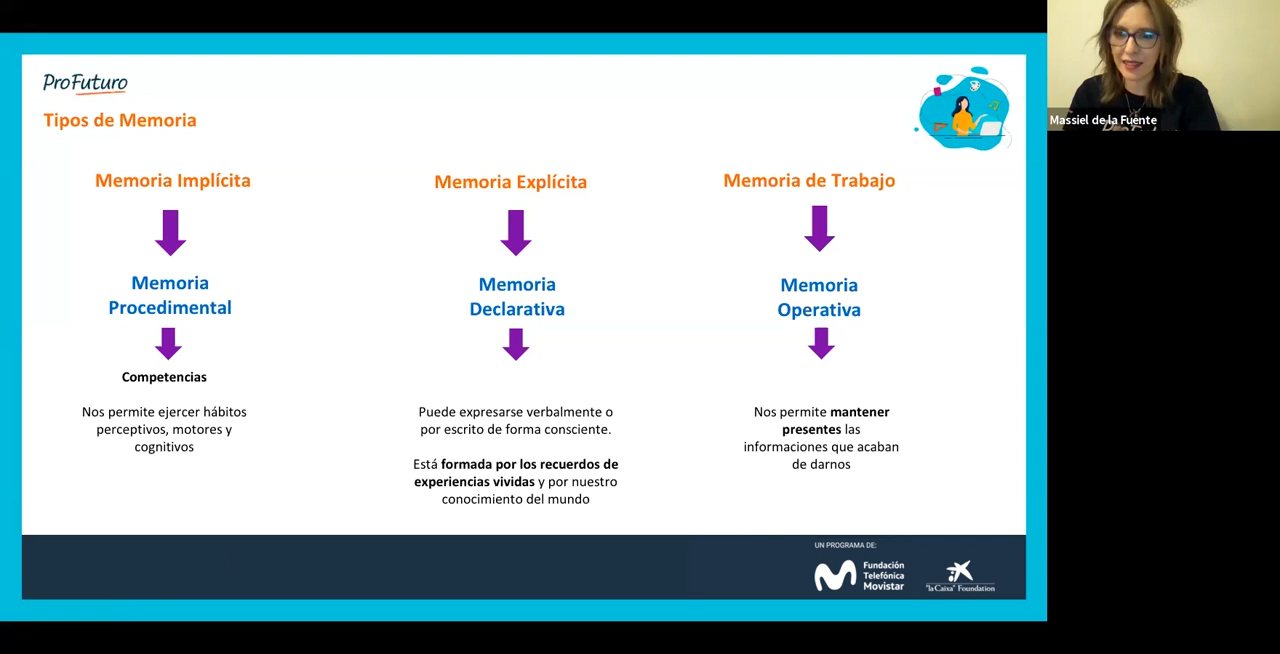 ProFuturo
Tipos de Memoria
Memoria Implícita
Memoria
Procedimental
Competencias
Nos permite ejercer hábitos
perceptivos, motores y
cognitivos
Memoria Explícita
Memoria
Declarativa
Puede expresarse verbalmente o
por escrito de forma consciente.
Está formada por los recuerdos de
experiencias vividas y por nuestro
conocimiento del mundo
Memoria de Trabajo
Memoria
Operativa
Nos permite mantener
presentes las
informaciones que acaban
de darnos
UN PROGRAMA DE:
Fundación
Telefónica
Movistar
"la Caixa" Foundation
Massiel de la Fuente